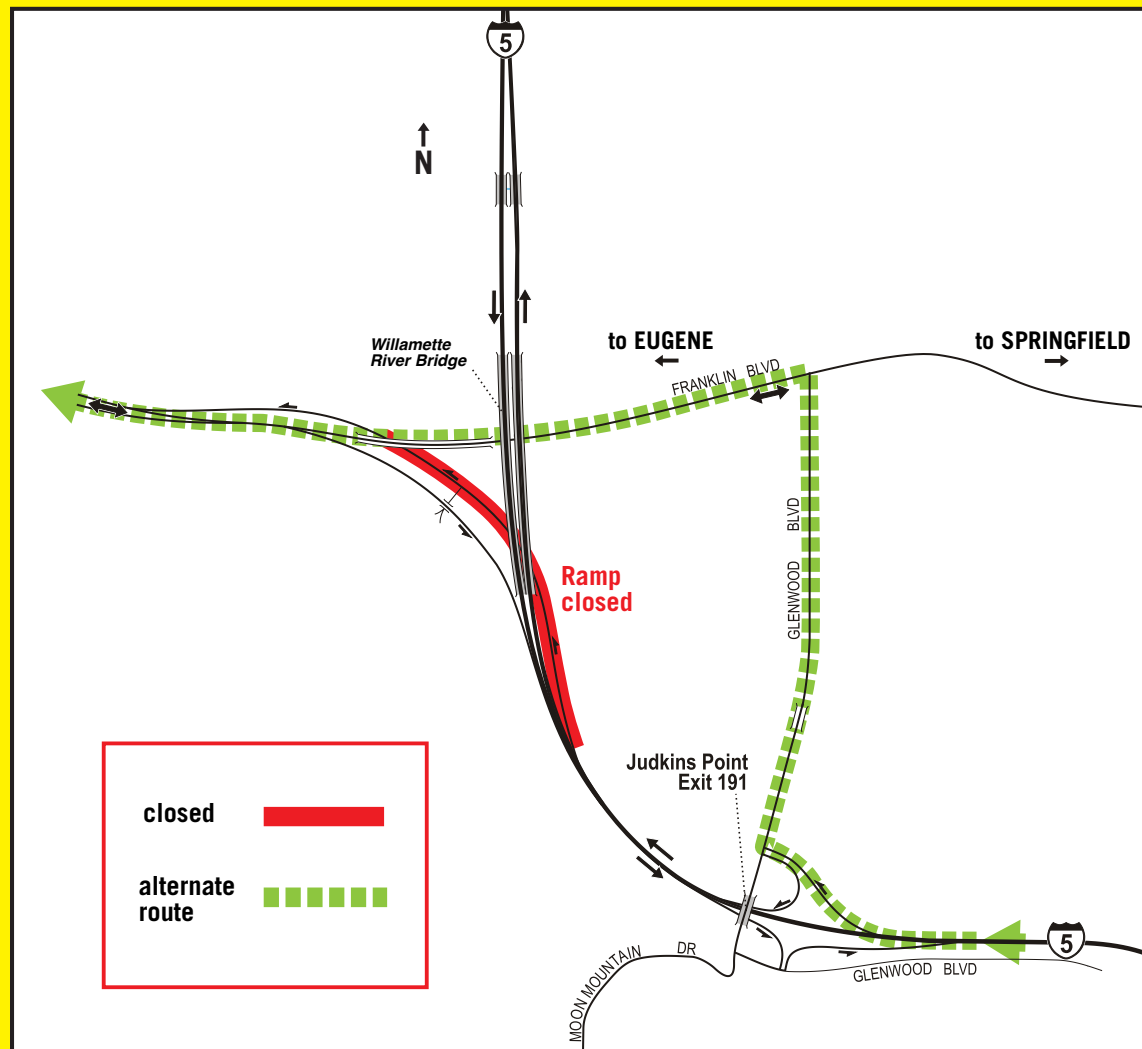 5
N
Willamette
River Bridge
to EUGENE
to SPRINGFIELD
FRANKLIN BLVD
GLENWOOD BLVD
Ramp
closed
Judkins Point
Exit 191
closed
alternate
route
5
MOON MOUNTAIN DR
GLENWOOD BLVD